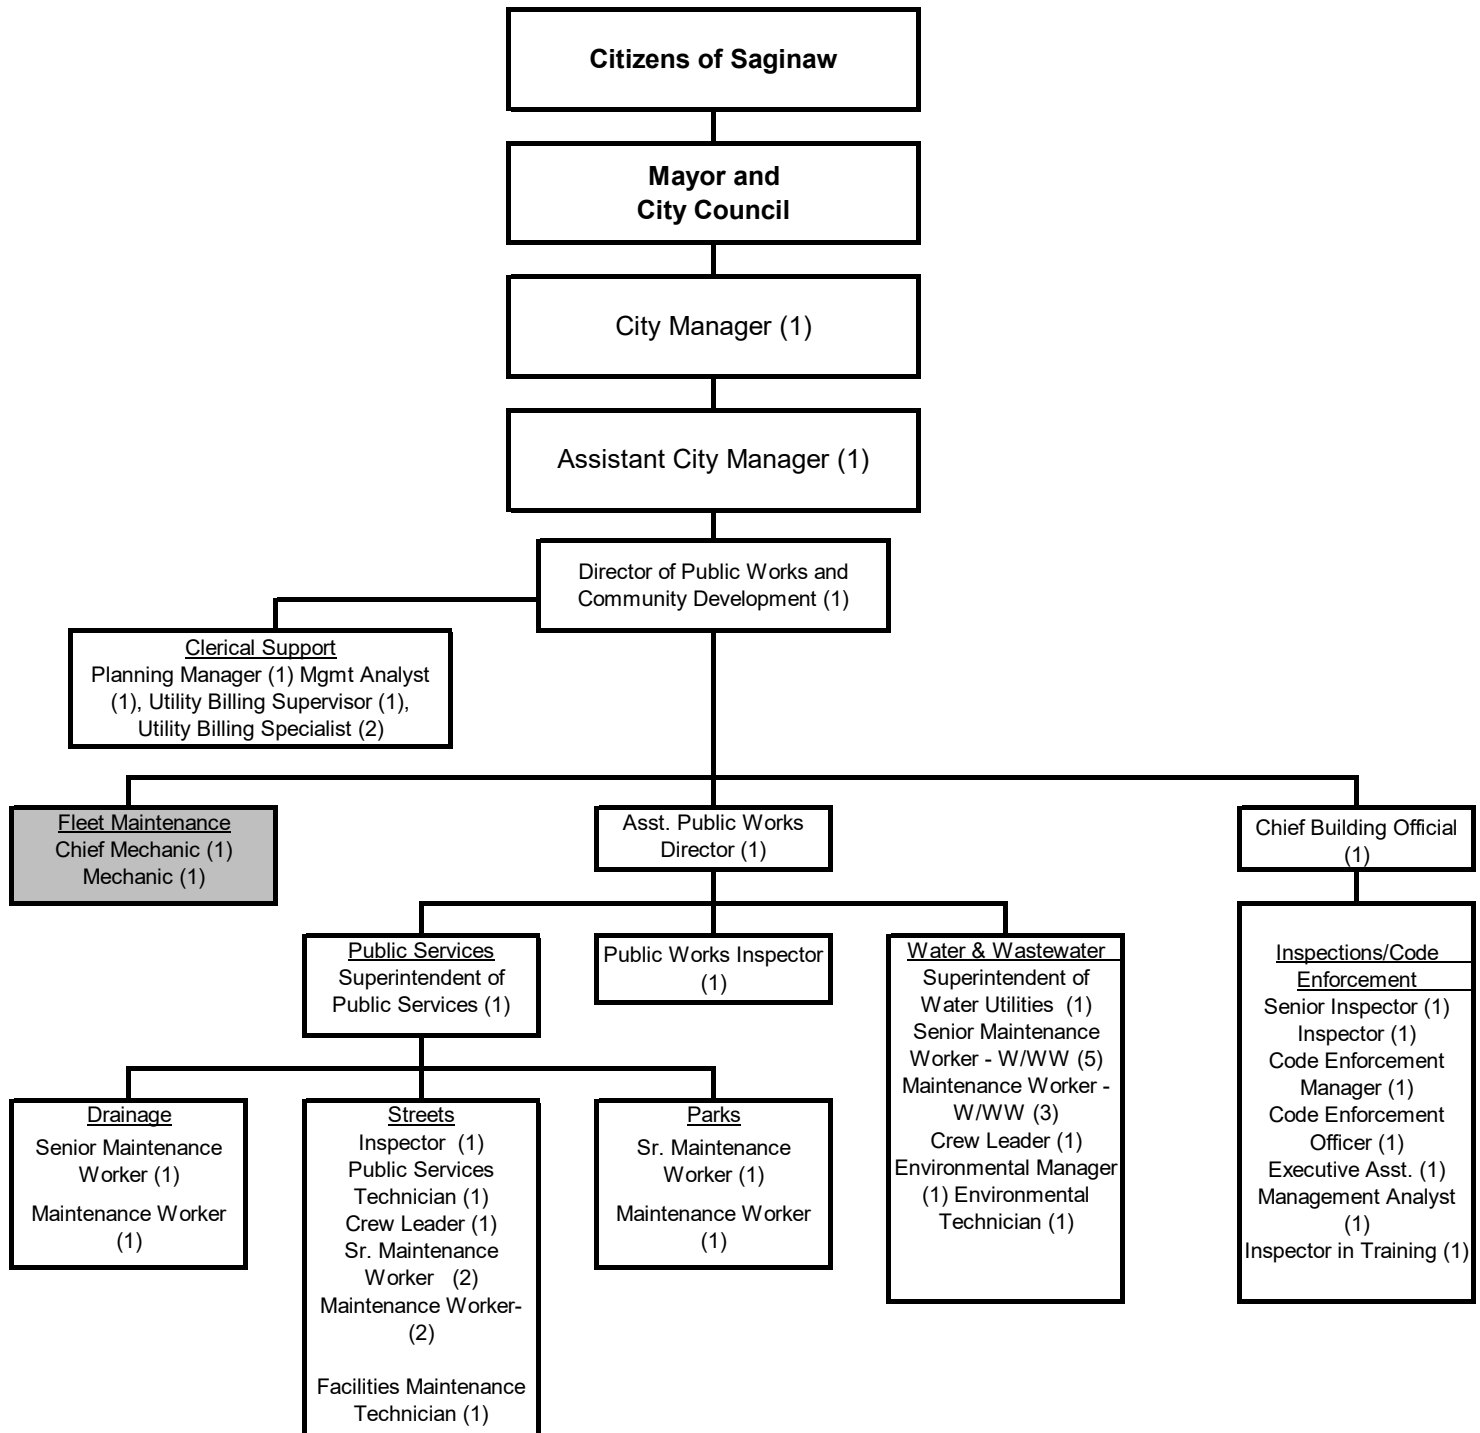 Citizens of Saginaw
Mayor and
City Council
City Manager (1)
Assistant City Manager (1)
Director of Public Works and
Community Development (1)
Clerical Support
Planning Manager (1) Mgmt Analyst
(1), Utility Billing Supervisor (1),
Utility Billing Specialist (2)
Fleet Maintenance
Chief Mechanic (1)
Mechanic (1)
Asst. Public Works
Director (1)
Chief Building Official
(1)
Public Services
Superintendent of
Public Services (1)
Public Works Inspector
(1)
Water & Wastewater
Superintendent of
Water Utilities (1)
Senior Maintenance
Worker - W/WW (5)
Maintenance Worker -
W/WW (3)
Crew Leader (1)
Environmental Manager
(1) Environmental
Technician (1)
Inspections/Code
Enforcement
Senior Inspector (1)
Inspector (1)
Code Enforcement
Manager (1)
Code Enforcement
Officer (1)
Executive Asst. (1)
Management Analyst
(1)
Inspector in Training (1)
Drainage
Senior Maintenance
Worker (1)
Maintenance Worker
(1)
Streets
Inspector (1)
Public Services
Technician (1)
Crew Leader (1)
Sr. Maintenance
Worker (2)
Maintenance Worker-
(2)
Facilities Maintenance
Technician (1)
Parks
Sr. Maintenance
Worker (1)
Maintenance Worker
(1)